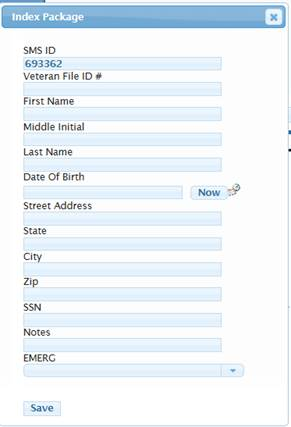 Index Package
SMS ID
693362
Veteran File ID #
First Name
Middle Initial
Last Name
Date Of Birth
Now
Street Address
State
City
Zip
SSN
Notes
EMERG
Save